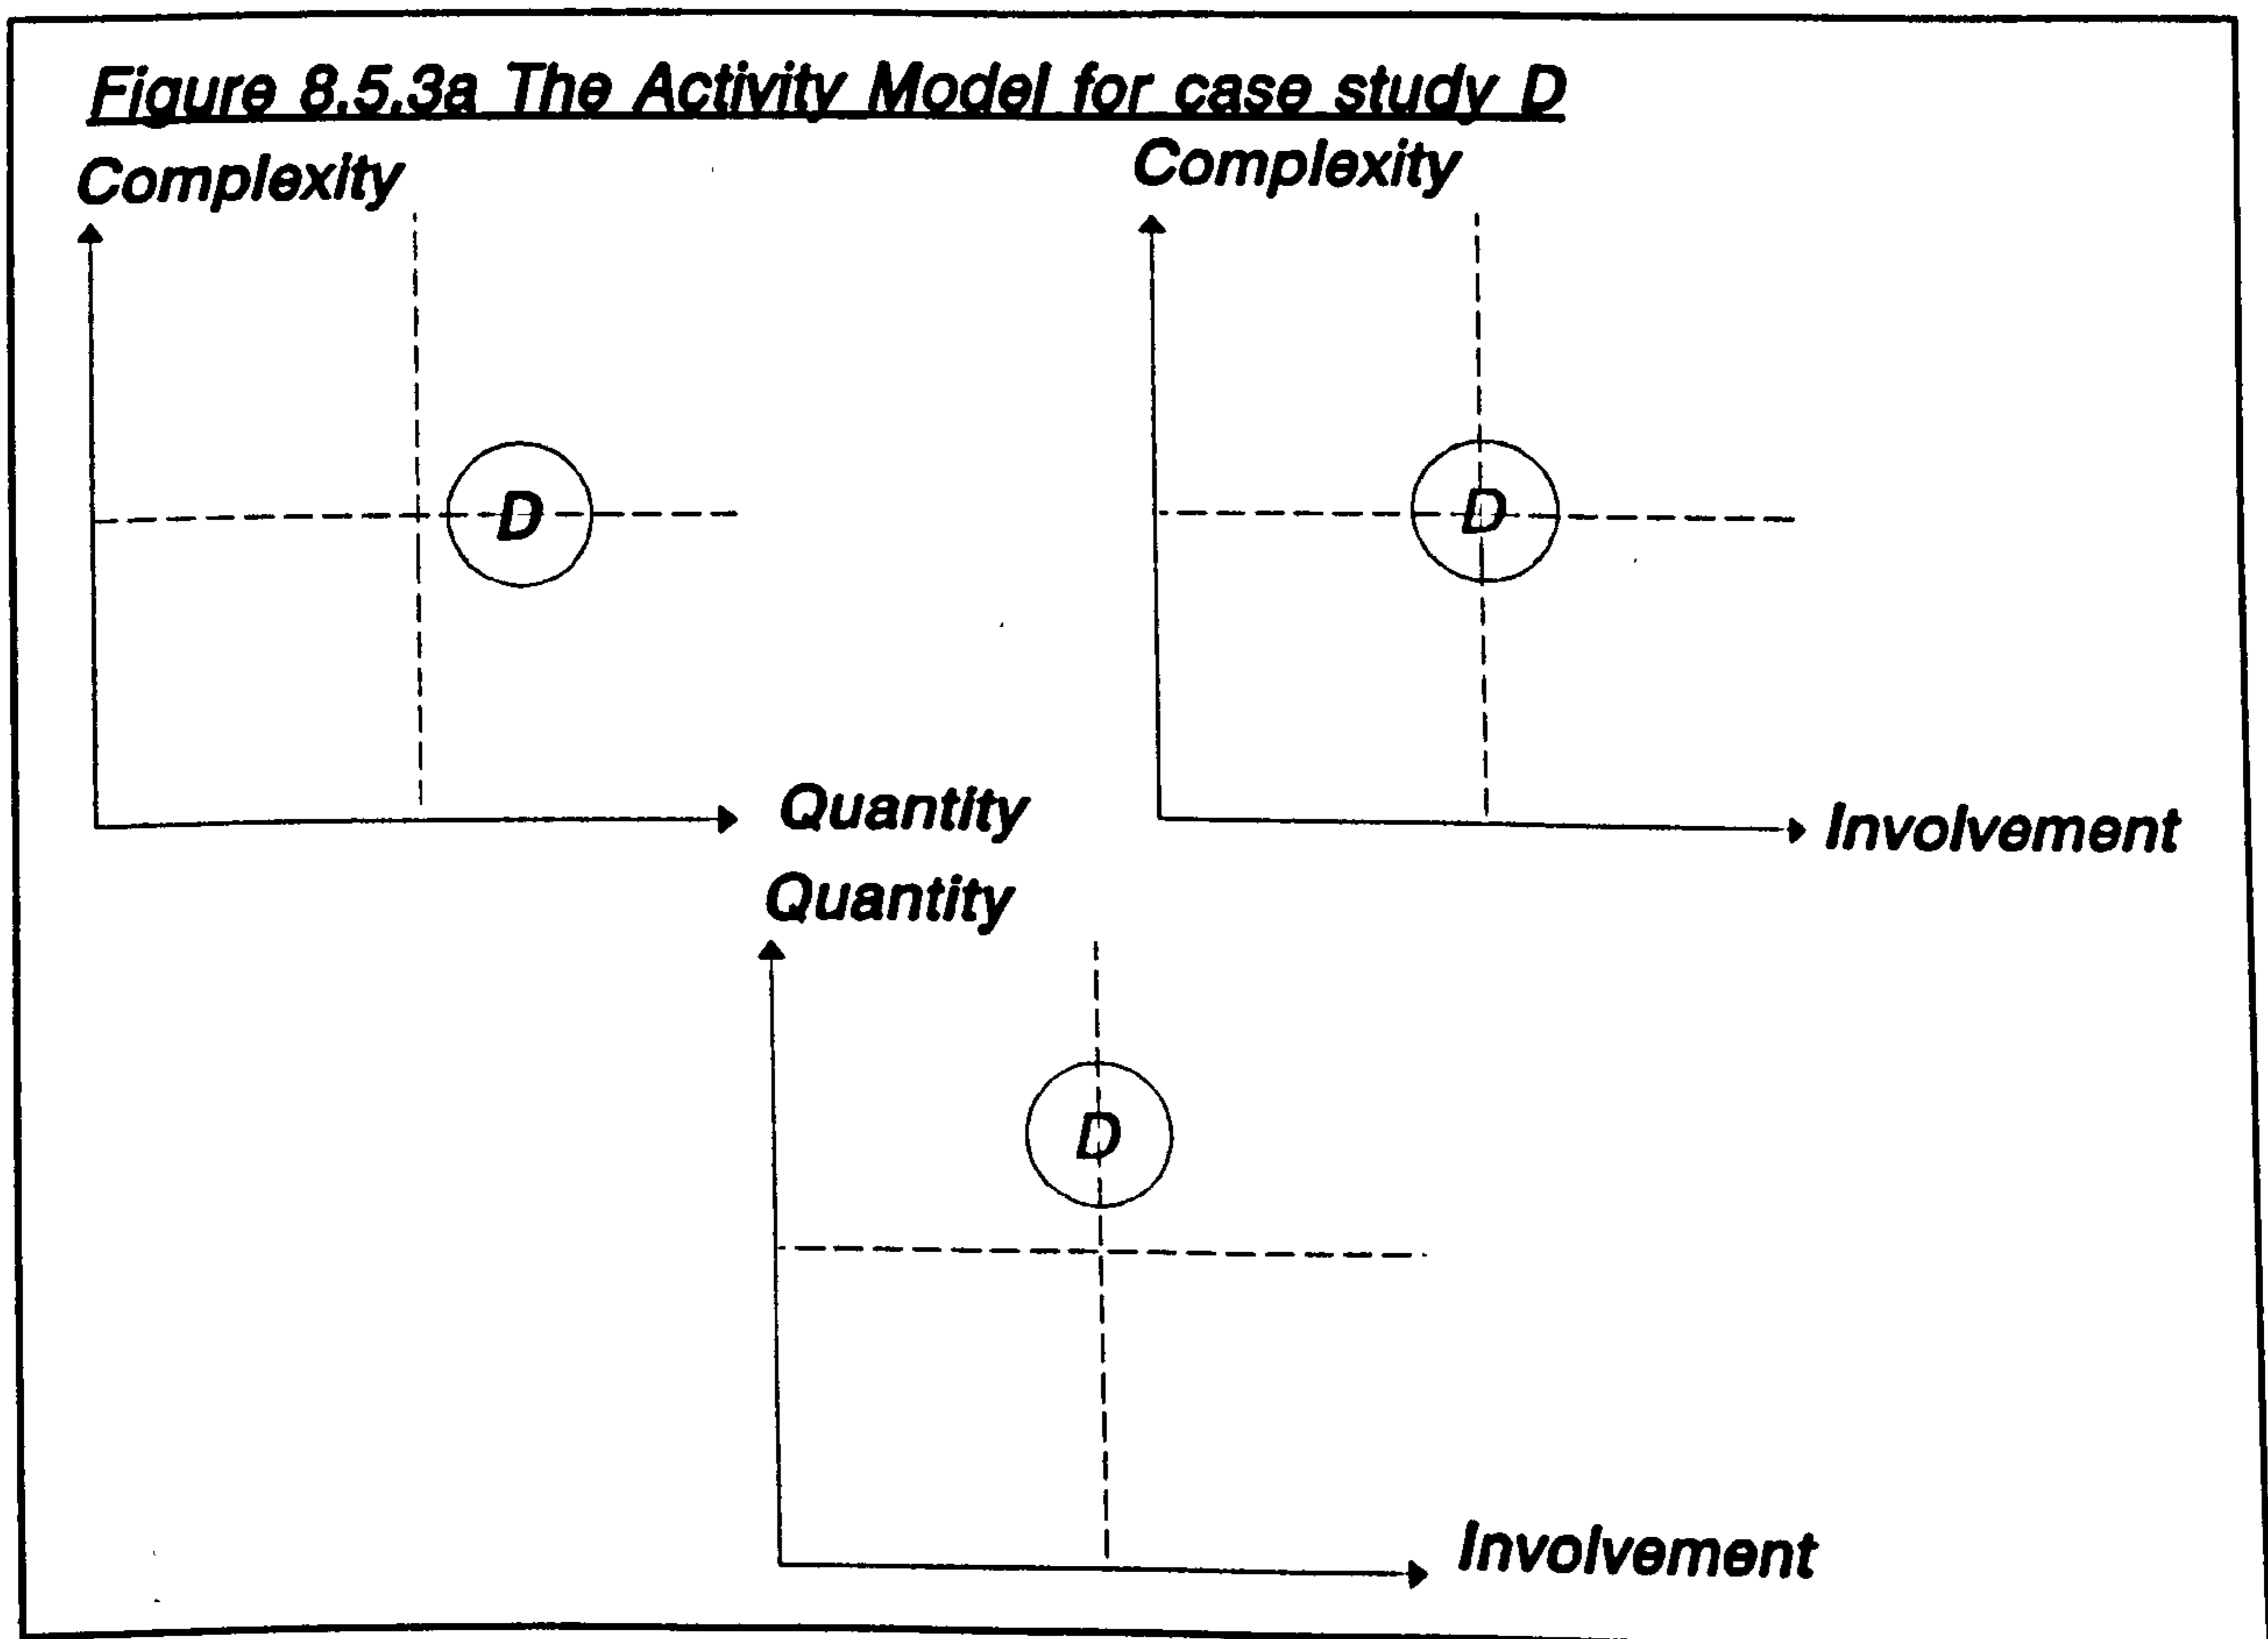 Figure 8.5.3a The Activity Model for case study D
Complexity
Complexity
D
D
Quantity
Involvement
Quantity
D
Involvement